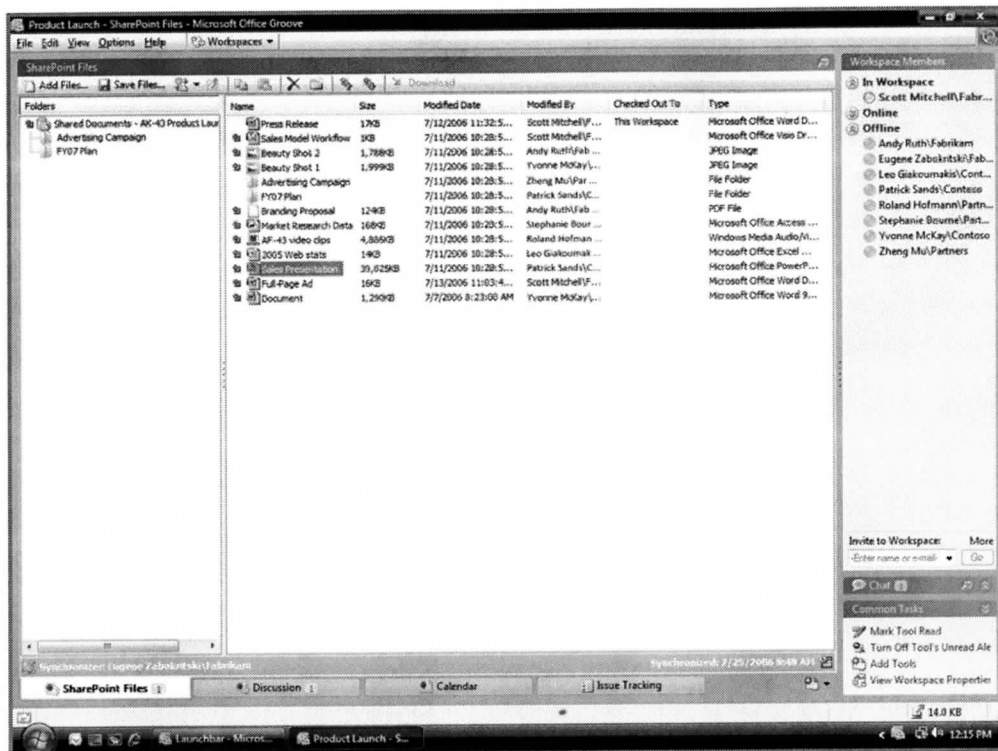 Product Launch - SharePoint Files - Microsoft Office Groove
File Edit View Options Help Workspaces
SharePoint Files
Add Files... Save Files... Download
Folders
Shared Documents - AK-43 Product Laur
Advertising Campaign
FY07 Plan
Name Size Modified Date Modified By Checked Out To Type
Press Release 17KB 7/12/2006 11:32:5... Scott Mitchell\F... This Workspace Microsoft Office Word D...
Sales Model Workflow 1KB 7/11/2006 10:28:5... Scott Mitchell\F... Microsoft Office Visio Dr...
Beauty Shot 2 1,788KB 7/11/2006 10:28:5... Andy Ruth\Fab ... JPEG Image
Beauty Shot 1 1,999KB 7/11/2006 10:28:5... Yvonne McKay\... JPEG Image
Advertising Campaign 7/11/2006 10:28:5... Zheng Mu\Par ... File Folder
FY07 Plan 7/11/2006 10:28:5... Patrick Sands\C... File Folder
Branding Proposal 124KB 7/11/2006 10:28:5... Andy Ruth\Fab ... PDF File
Market Research Data 168KB 7/11/2006 10:28:5... Stephanie Bour ... Microsoft Office Access ...
AF-43 video clips 4,886KB 7/11/2006 10:28:5... Roland Hofman ... Windows Media Audio/Vi...
2005 Web stats 14KB 7/11/2006 10:28:5... Leo Giakoumak ... Microsoft Office Excel ...
Sales Presentation 39,625KB 7/11/2006 10:28:5... Patrick Sands\C... Microsoft Office PowerP...
Full-Page Ad 16KB 7/13/2006 11:03:4... Scott Mitchell\F... Microsoft Office Word D...
Document 1,290KB 7/7/2006 8:23:00 AM Yvonne McKay\... Microsoft Office Word 9...
Workspace Members
In Workspace
Scott Mitchell\Fabr...
Online
Offline
Andy Ruth\Fabrikam
Eugene Zabokritski\Fab...
Leo Giakoumakis\Cont...
Patrick Sands\Contoso
Roland Hofmann\Partn...
Stephanie Bourne\Part...
Yvonne McKay\Contoso
Zheng Mu\Partners
Invite to Workspace: More
Enter name or e-mail Go
Chat
Common Tasks
Mark Tool Read
Turn Off Tool's Unread Ale
Add Tools
View Workspace Propertie
Synchronizer: Eugene Zabokritski\Fabrikam Synchronized: 7/25/2006 9:49 AM
SharePoint Files 1 Discussion 1 Calendar Issue Tracking
14.0 KB
Launchbar - Micros... Product Launch - S... 12:15 PM